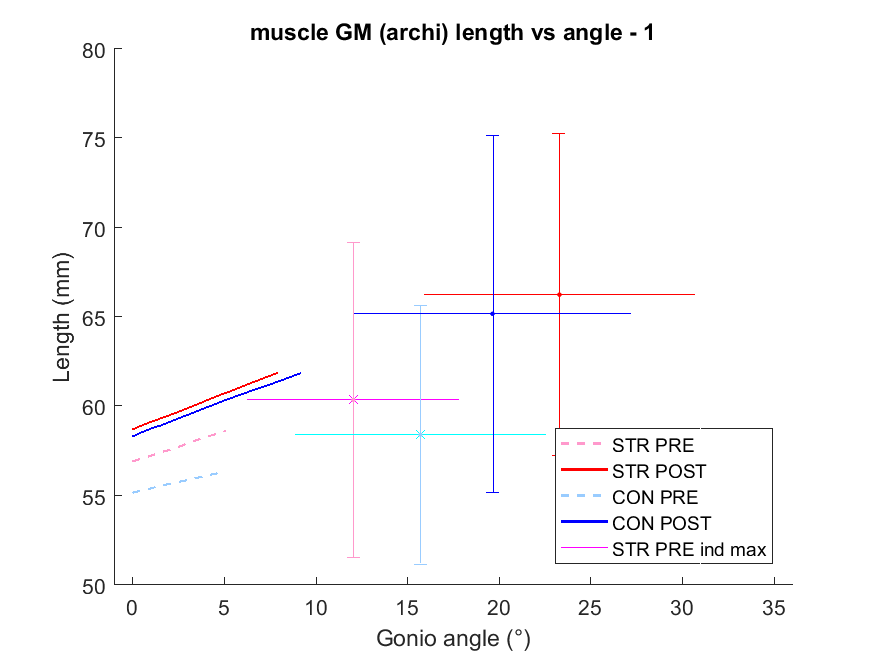 muscle GM (archi) length vs angle - 1
80
75
70
65
60
55
50
Length (mm)
0 5 10 15 20 25 30 35
Gonio angle (°)
STR PRE
STR POST
CON PRE
CON POST
STR PRE ind max